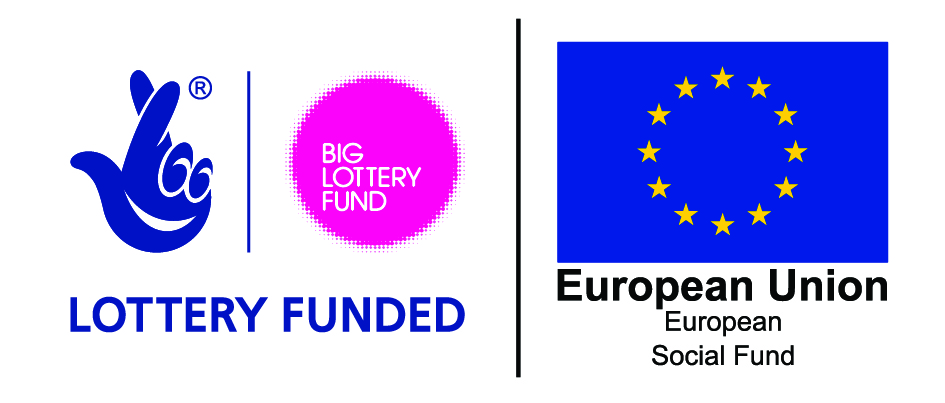 ®
BIG
LOTTERY
FUND
LOTTERY FUNDED
European Union
European
Social Fund